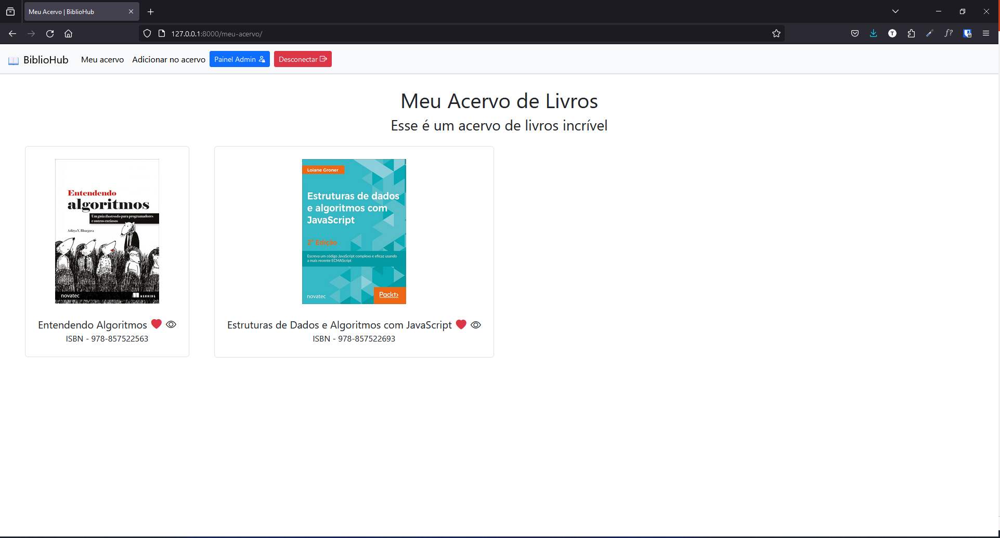 Meu Acervo | BiblioHub
127.0.0.1:8000/meu-acervo/
BiblioHub Meu acervo Adicionar no acervo Painel Admin Desconectar
Meu Acervo de Livros
Esse é um acervo de livros incrível
Entendendo
algoritmos
Um guia ilustrado para programadores
e outros curiosos
Aditya Y. Bhargava
novatec
MANNING
Entendendo Algoritmos
ISBN - 978-857522563
Loiane Groner
Estruturas de dados
e algoritmos com
JavaScript
2ª Edição
Escreva um código JavaScript complexo e eficaz usando
a mais recente ECMAScript
novatec
Packt>
Estruturas de Dados e Algoritmos com JavaScript
ISBN - 978-857522693